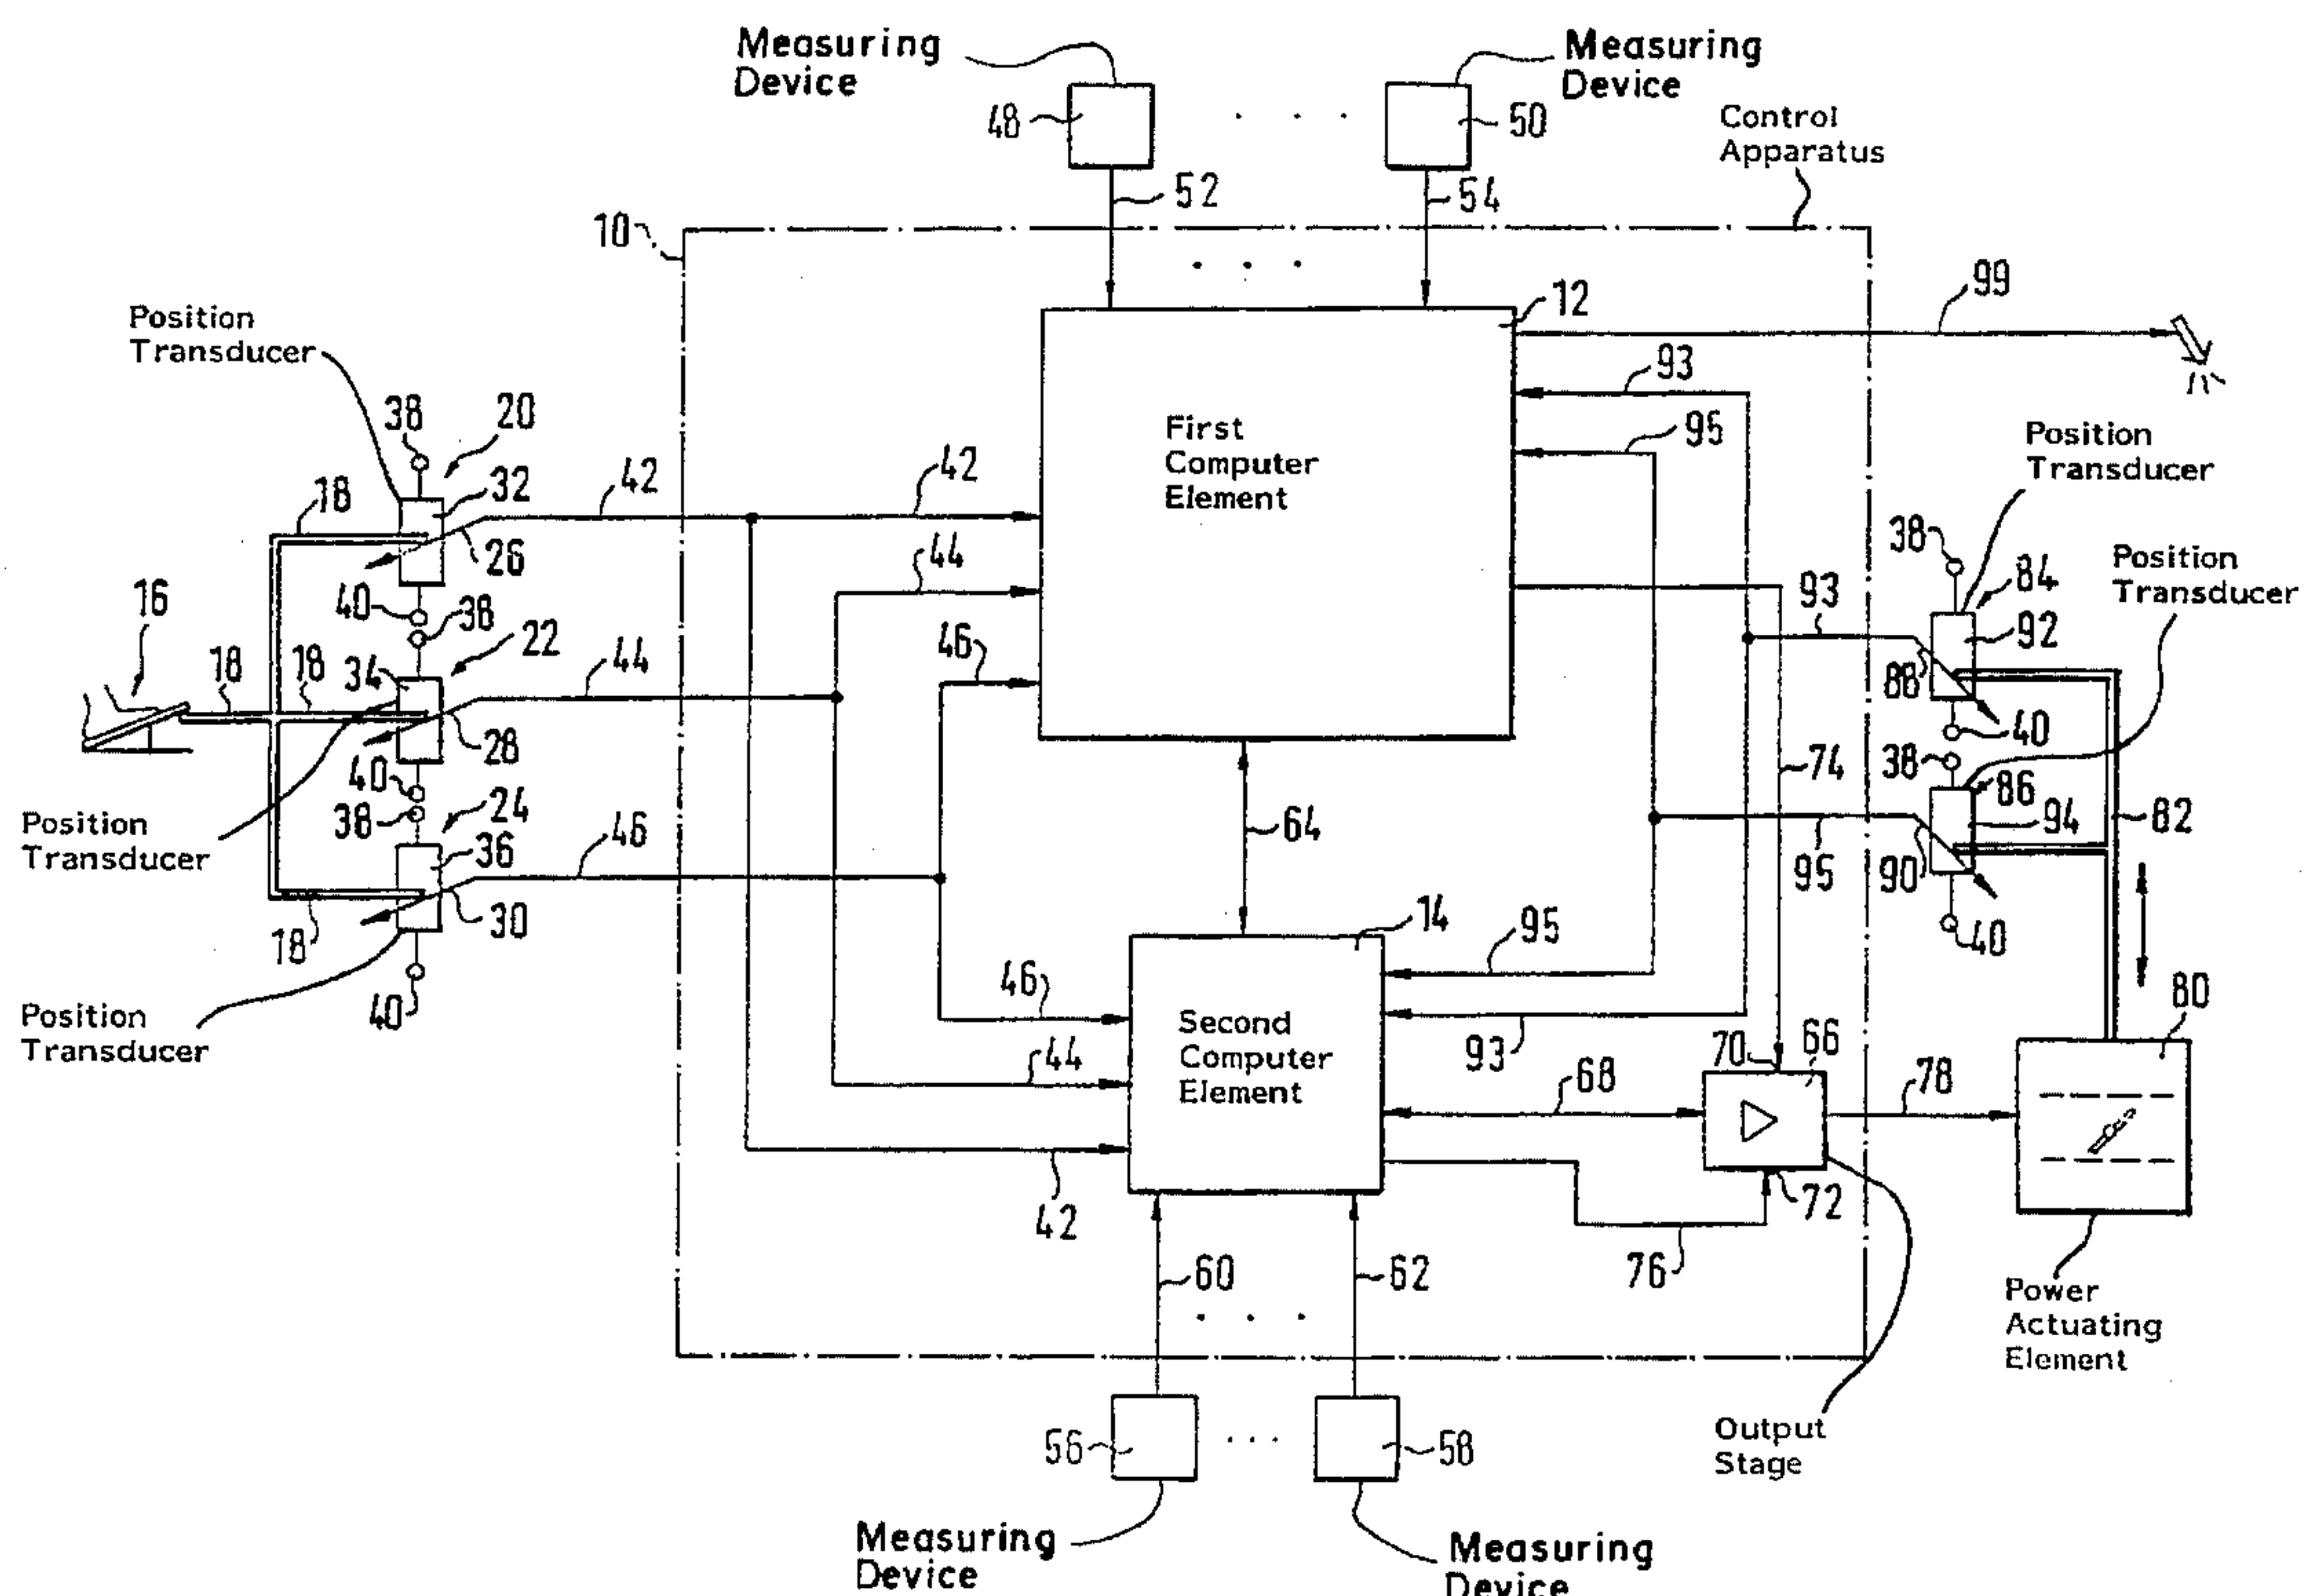 Measuring
Device
Measuring
Device
48
50
Control
Apparatus
52
54
10
12
99
Position
Transducer
93
First
Computer
Element
95
Position
Transducer
38
20
32
42
42
18
26
44
38
Position
Transducer
84
16
40
38
22
93
92
18
18
34
44
46
88
28
74
40
40
38
86
24
38
64
82
94
Position
Transducer
36
46
95
90
14
30
95
18
40
46
80
40
Position
Transducer
Second
Computer
Element
44
93
70
66
68
78
72
42
76
60
62
Power
Actuating
Element
Output
Stage
56
58
Measuring
Device
Measuring
Device